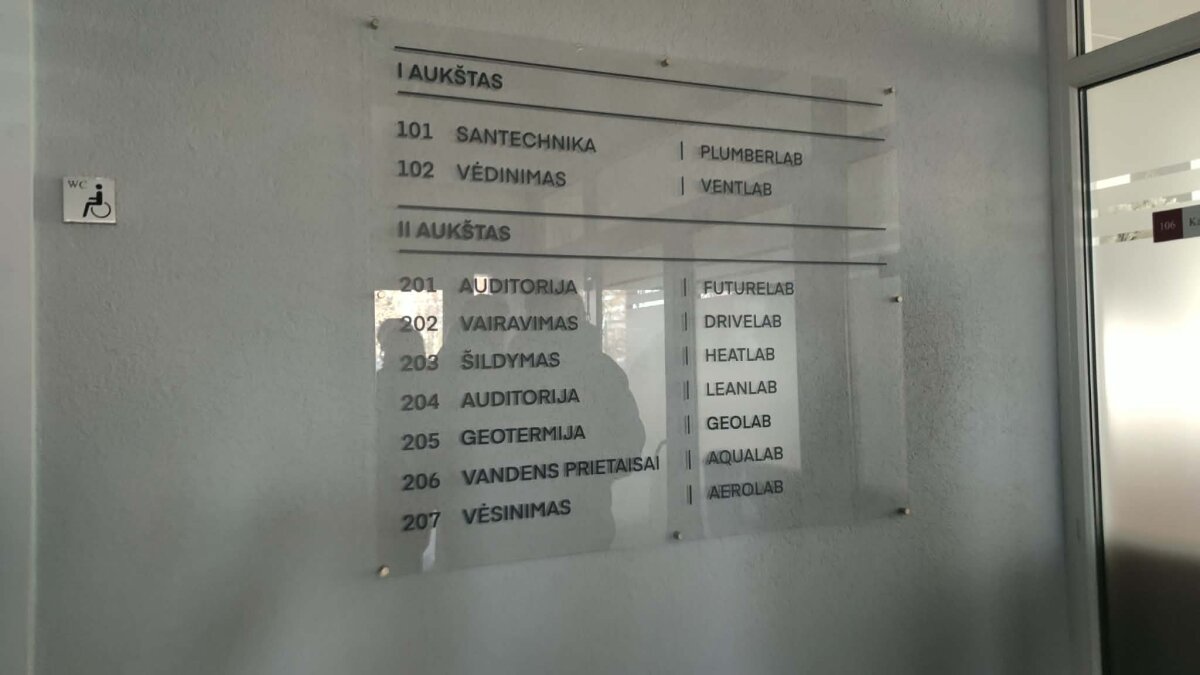 I AUKŠTAS
101 SANTECHNIKA | PLUMBERLAB
102 VĖDINIMAS | VENTLAB
II AUKŠTAS
201 AUDITORIJA | FUTURELAB
202 VAIRAVIMAS | DRIVELAB
203 ŠILDYMAS | HEATLAB
204 AUDITORIJA | LEANLAB
205 GEOTERMIJA | GEOLAB
206 VANDENS PRIETAISAI | AQUALAB
207 VĖSINIMAS | AEROLAB
WC
106